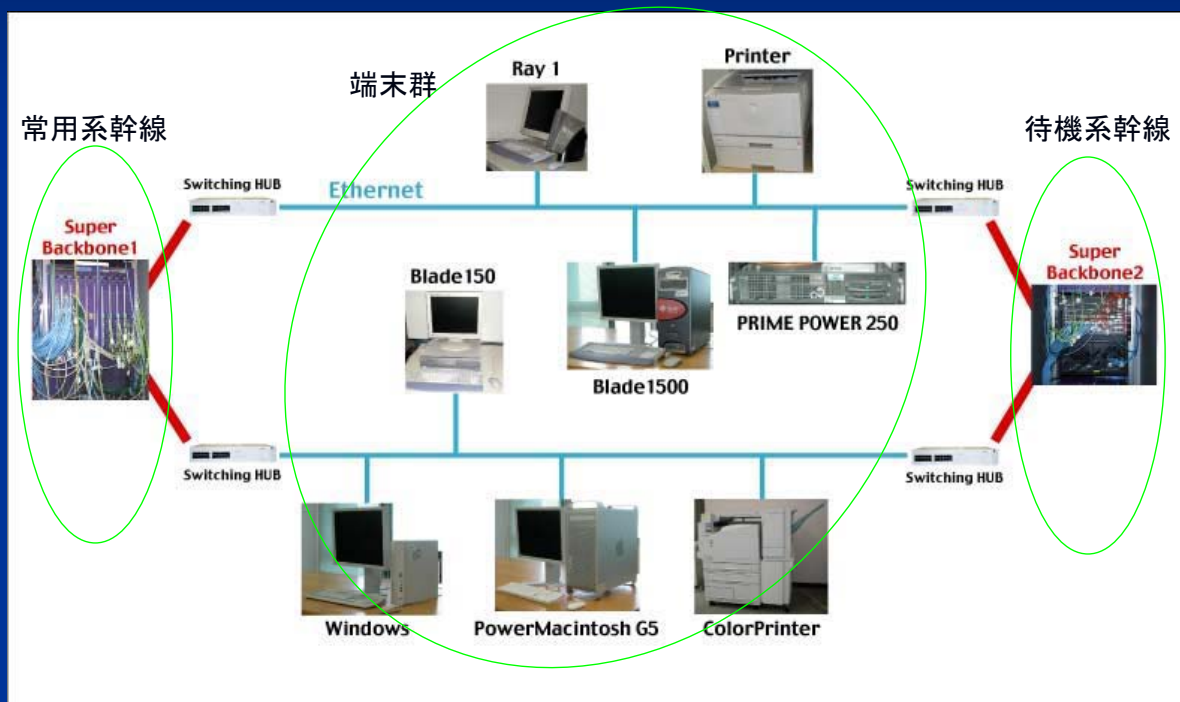 端末群
Ray 1
Printer
常用系幹線
待機系幹線
Switching HUB
Ethernet
Switching HUB
Super
Backbone1
Super
Backbone2
Blade150
PRIME POWER 250
Blade1500
Switching HUB
Switching HUB
Windows
PowerMacintosh G5
ColorPrinter